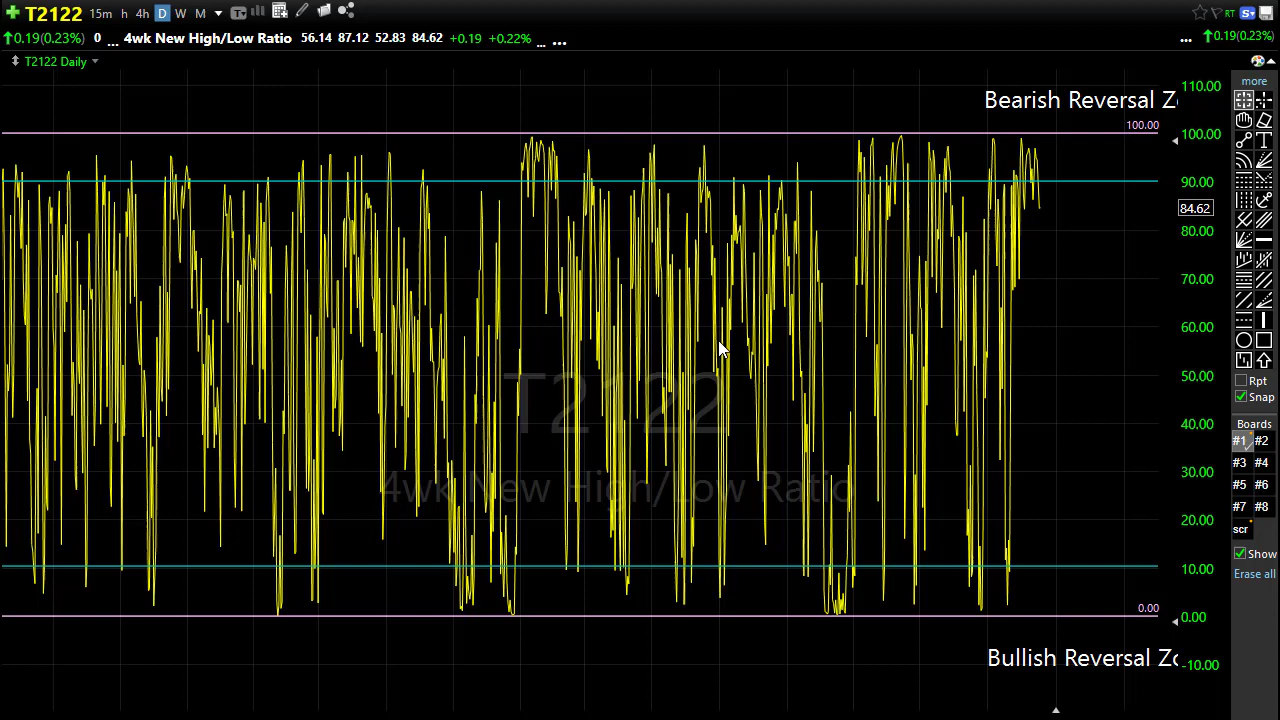 T2122 15m h 4h D W M T RT S
0.19(0.23%) 0 ... 4wk New High/Low Ratio 56.14 87.12 52.83 84.62 +0.19 +0.22% ... ... ... 0.19(0.23%)
T2122 Daily
more
110.00
Bearish Reversal Zo
100.00
100.00
90.00
84.62
80.00
70.00
60.00
50.00
40.00
30.00
20.00
10.00
0.00
0.00
-10.00
T2122
4wk New High/Low Ratio
Bullish Reversal Zo
T
Rpt
Snap
Boards
#1 #2
#3 #4
#5 #6
#7 #8
scr
Show
Erase all